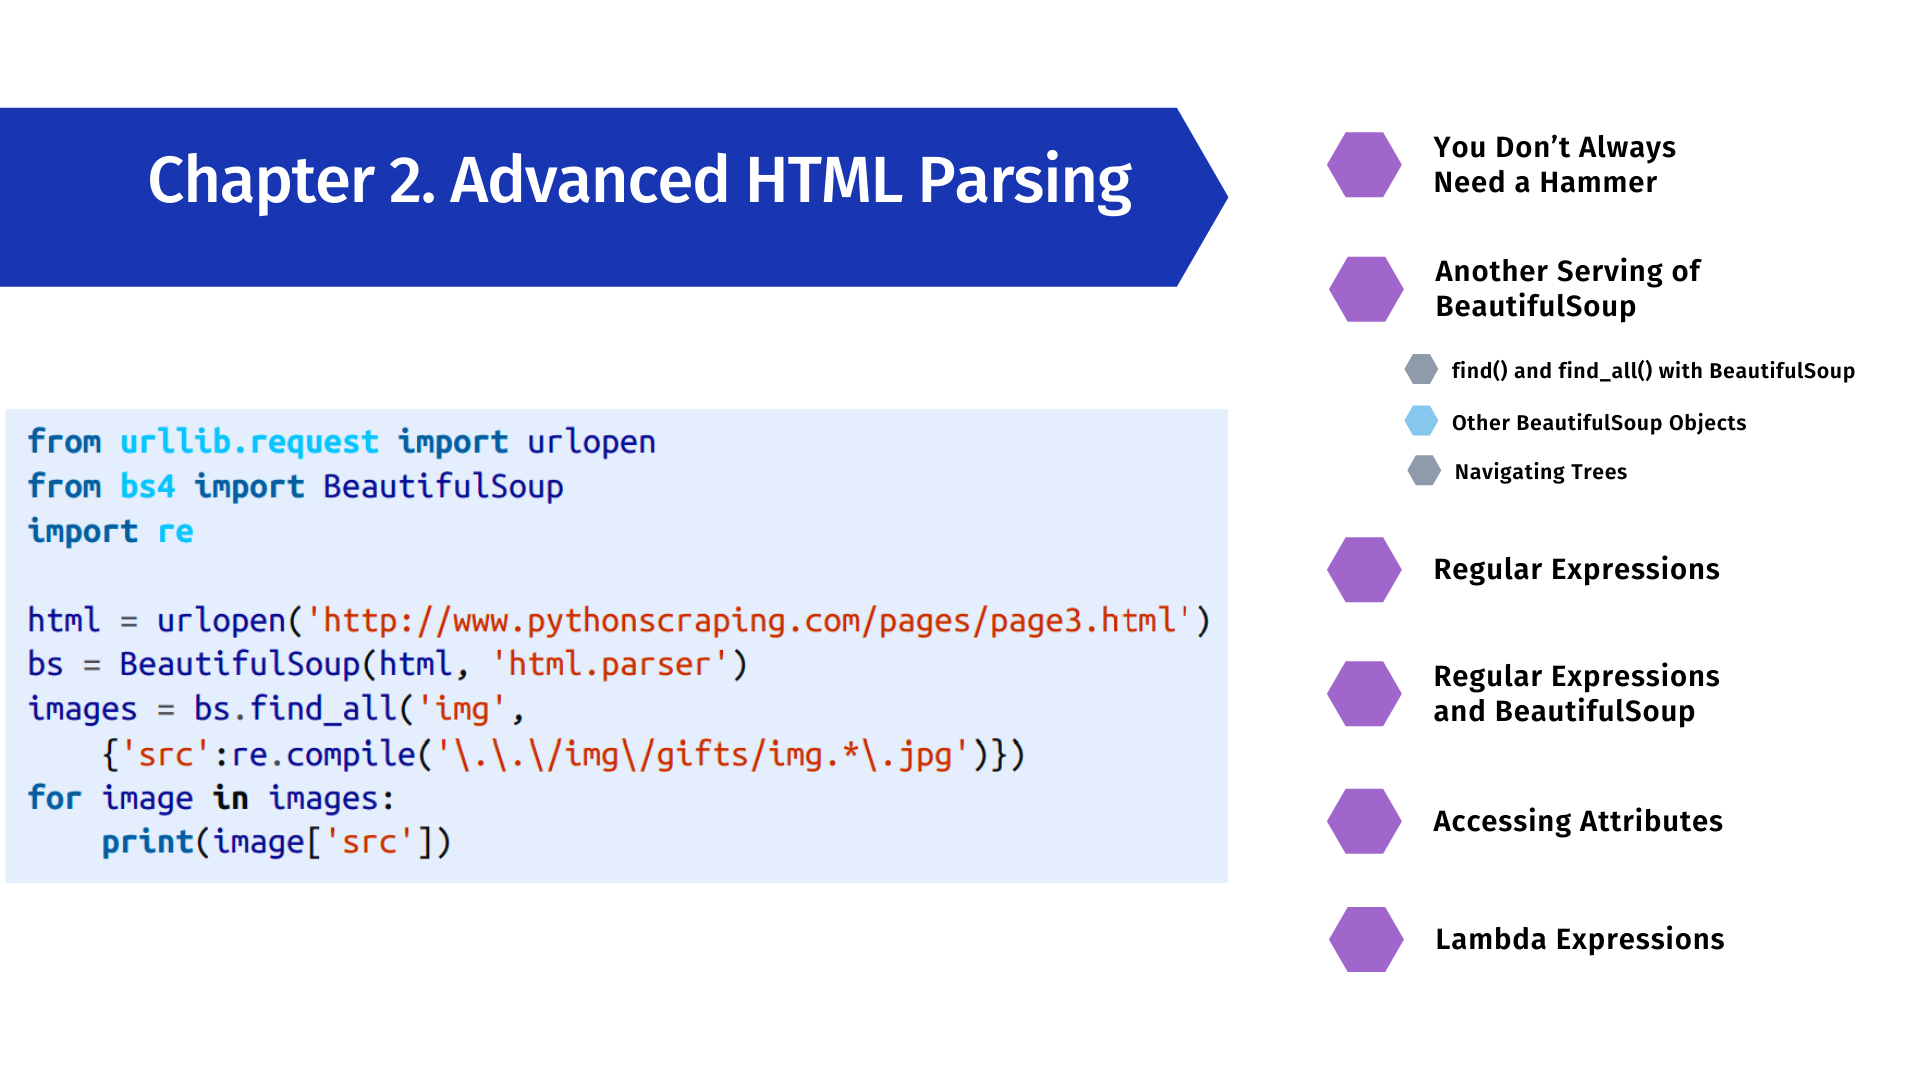 Chapter 2. Advanced HTML Parsing
from urllib.request import urlopen
from bs4 import BeautifulSoup
import re

html = urlopen('http://www.pythonscraping.com/pages/page3.html')
bs = BeautifulSoup(html, 'html.parser')
images = bs.find_all('img',
    {'src':re.compile('\.\.\/img\/gifts/img.*\.jpg')})
for image in images:
    print(image['src'])
You Don’t Always
Need a Hammer
Another Serving of
BeautifulSoup
find() and find_all() with BeautifulSoup
Other BeautifulSoup Objects
Navigating Trees
Regular Expressions
Regular Expressions
and BeautifulSoup
Accessing Attributes
Lambda Expressions